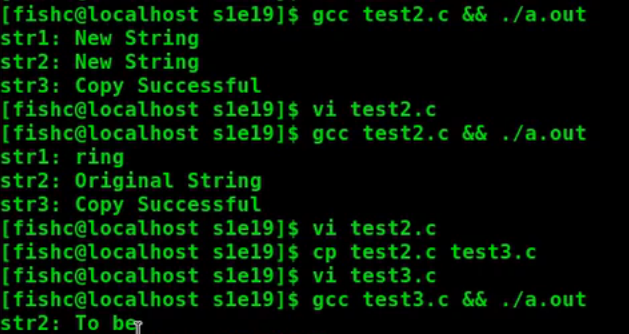 [fishc@localhost s1e19]$ gcc test2.c && ./a.out
str1: New String
str2: New String
str3: Copy Successful
[fishc@localhost s1e19]$ vi test2.c
[fishc@localhost s1e19]$ gcc test2.c && ./a.out
str1: ring
str2: Original String
str3: Copy Successful
[fishc@localhost s1e19]$ vi test2.c
[fishc@localhost s1e19]$ cp test2.c test3.c
[fishc@localhost s1e19]$ vi test3.c
[fishc@localhost s1e19]$ gcc test3.c && ./a.out
str2: To be